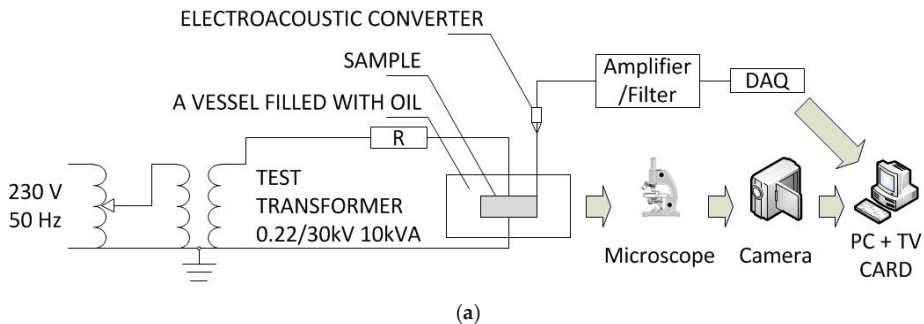 ELECTROACOUSTIC CONVERTER
SAMPLE
A VESSEL FILLED WITH OIL
Amplifier
/Filter
DAQ
R
230 V
50 Hz
TEST
TRANSFORMER
0.22/30kV 10kVA
Microscope
Camera
PC + TV
CARD
(a)